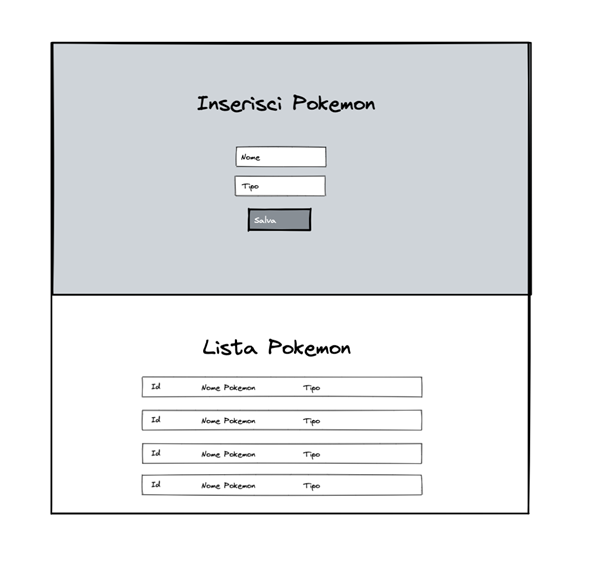 Inserisci Pokemon
Nome
Tipo
Salva
Lista Pokemon
Id Nome Pokemon Tipo
Id Nome Pokemon Tipo
Id Nome Pokemon Tipo
Id Nome Pokemon Tipo